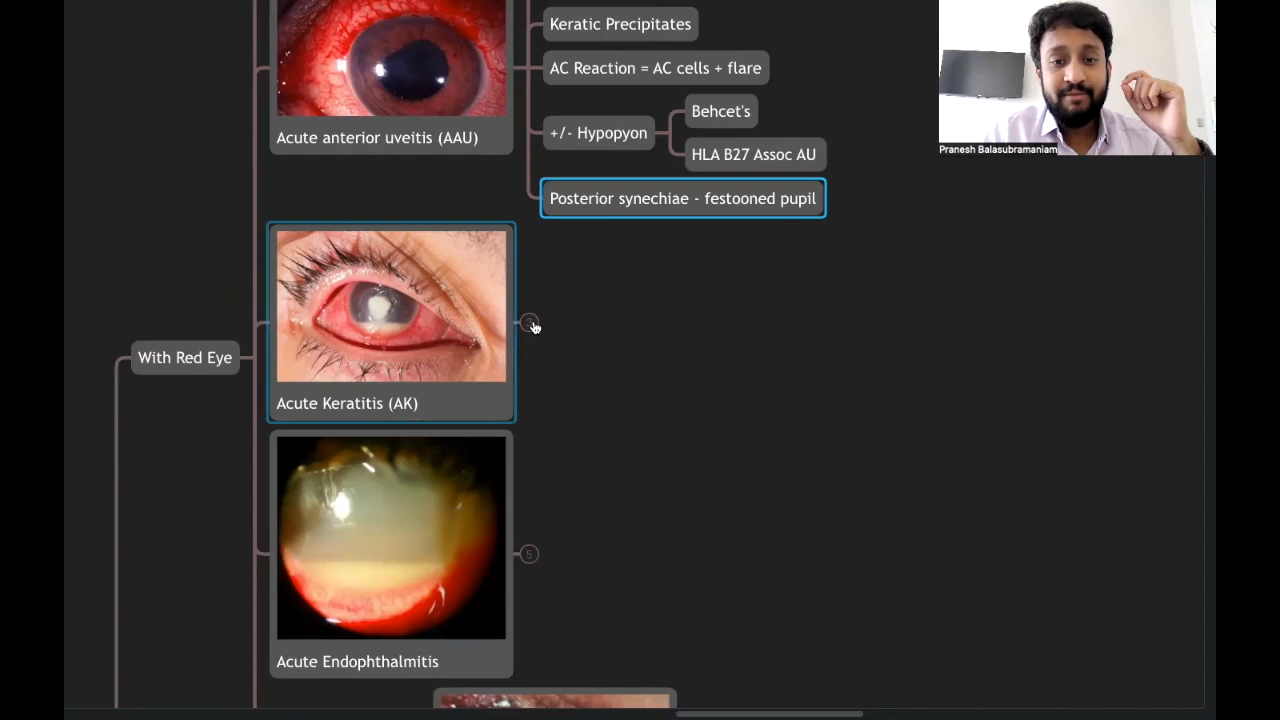 Keratic Precipitates
AC Reaction = AC cells + flare
Acute anterior uveitis (AAU)
+/- Hypopyon
Behcet's
HLA B27 Assoc AU
Posterior synechiae - festooned pupil
Pranesh Balasubramaniam
With Red Eye
Acute Keratitis (AK)
5
Acute Endophthalmitis